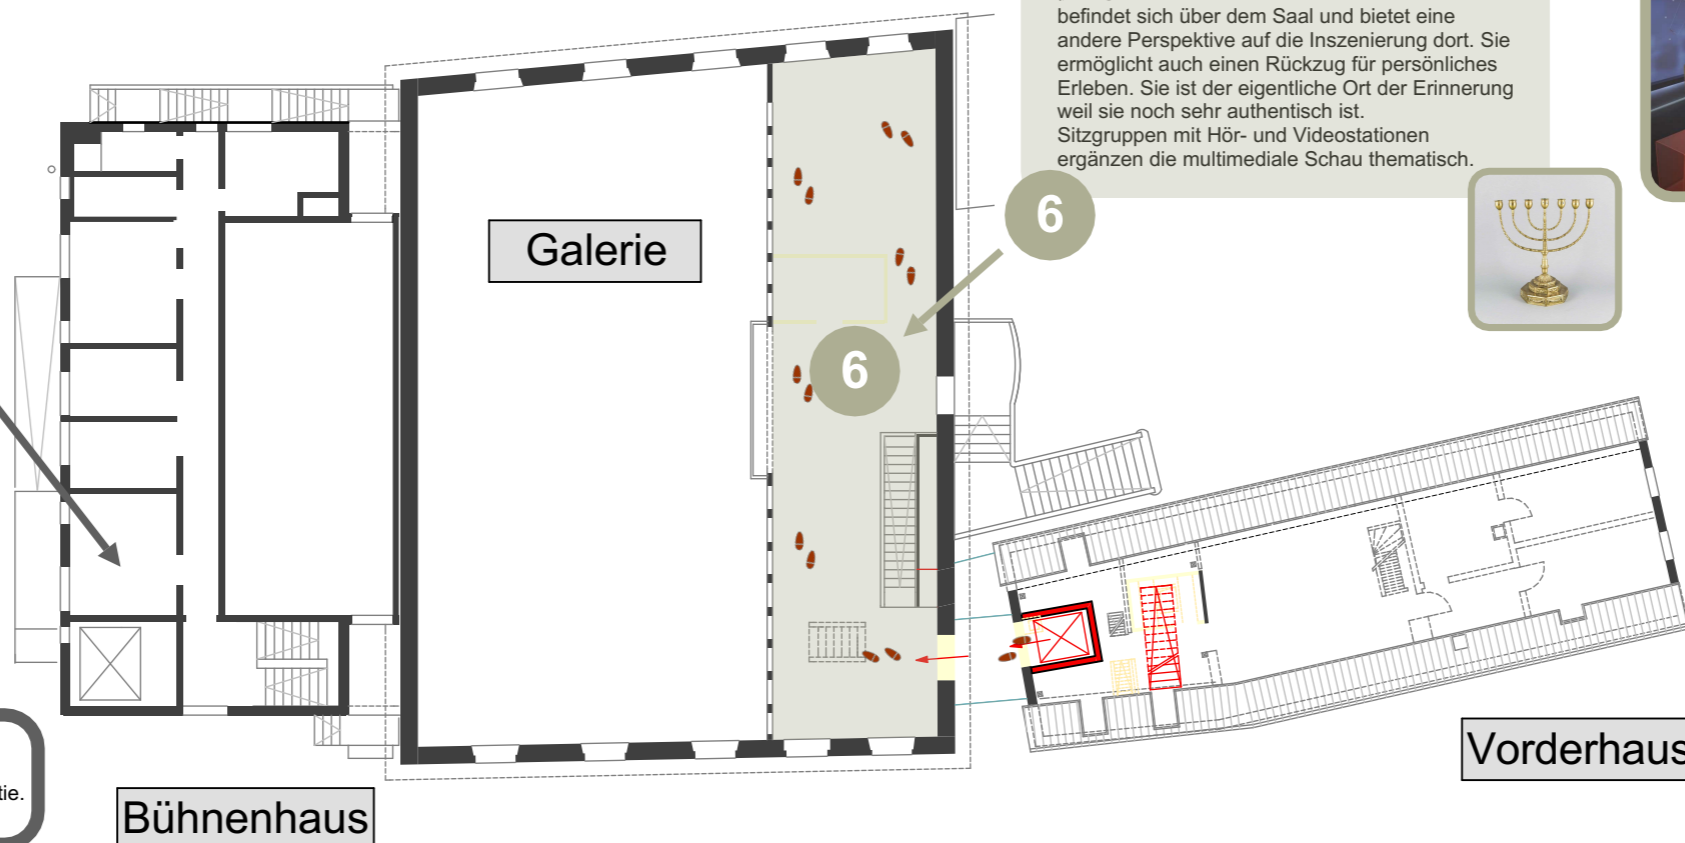 befindet sich über dem Saal und bietet eine
andere Perspektive auf die Inszenierung dort. Sie
ermöglicht auch einen Rückzug für persönliches
Erleben. Sie ist der eigentliche Ort der Erinnerung
weil sie noch sehr authentisch ist.
Sitzgruppen mit Hör- und Videostationen
ergänzen die multimediale Schau thematisch.
6
Galerie
6
Vorderhaus
tie.
Bühnenhaus